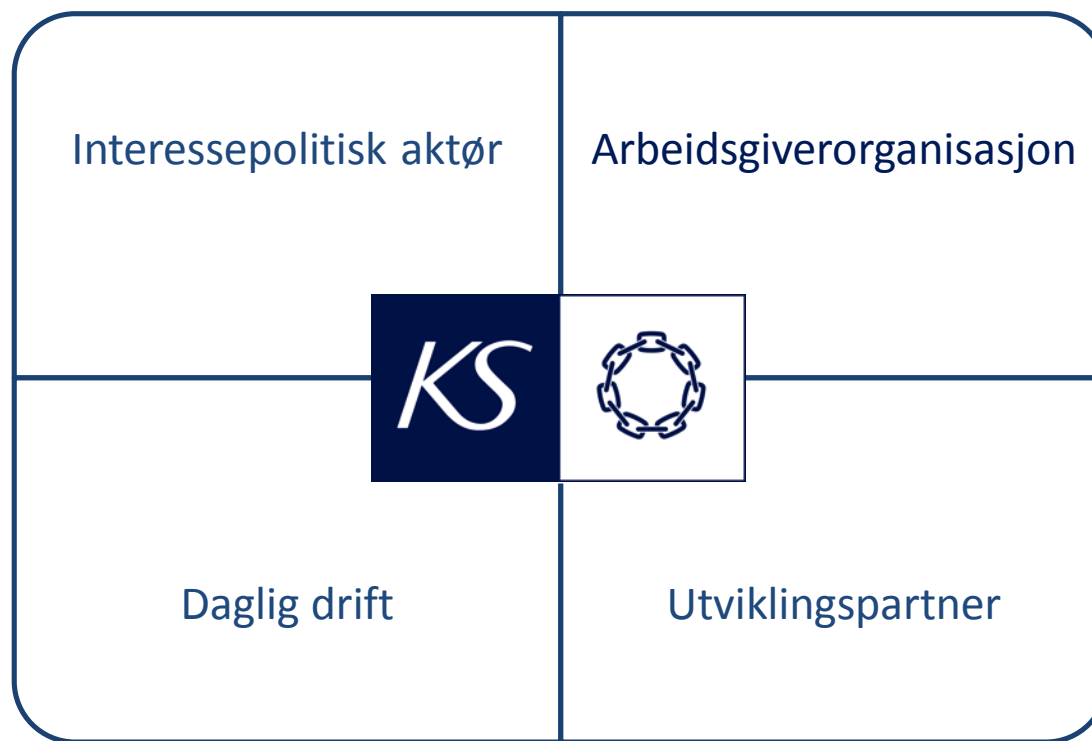 Interessepolitisk aktør
Arbeidsgiverorganisasjon
KS
Daglig drift
Utviklingspartner